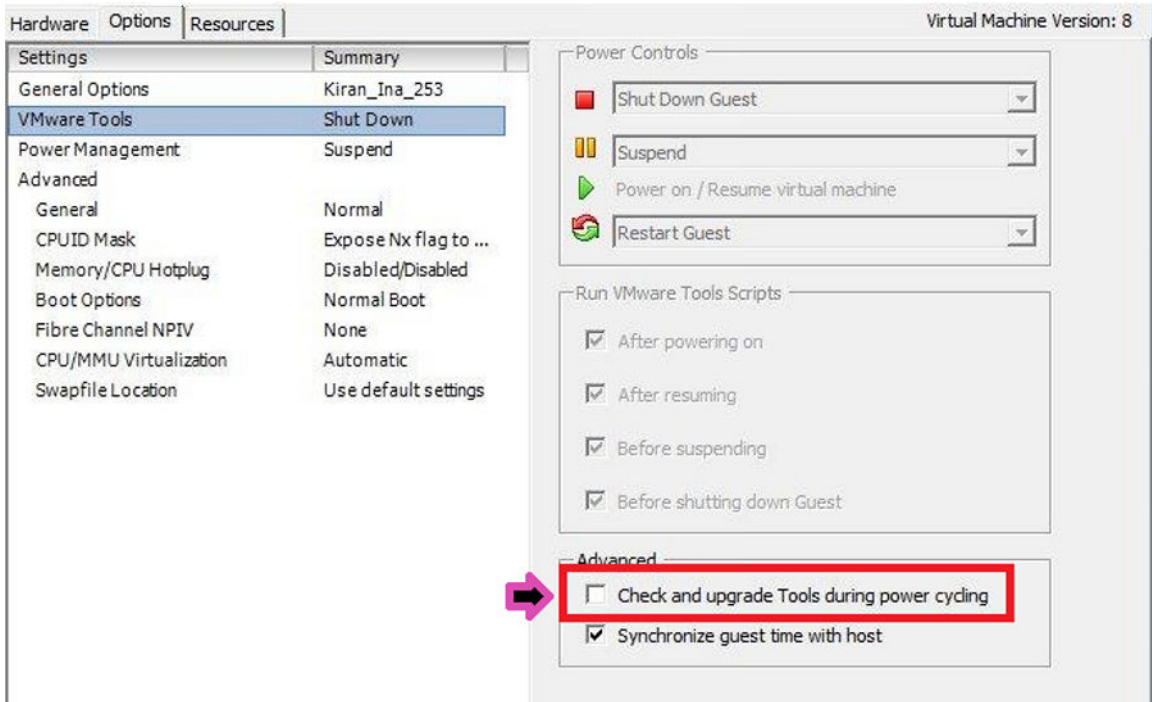 Hardware Options Resources Virtual Machine Version: 8
Settings Summary
General Options Kiran_Ina_253
VMware Tools Shut Down
Power Management Suspend
Advanced
General Normal
CPUID Mask Expose Nx flag to ...
Memory/CPU Hotplug Disabled/Disabled
Boot Options Normal Boot
Fibre Channel NPIV None
CPU/MMU Virtualization Automatic
Swapfile Location Use default settings
Power Controls
Shut Down Guest
Suspend
Power on / Resume virtual machine
Restart Guest
Run VMware Tools Scripts
After powering on
After resuming
Before suspending
Before shutting down Guest
Advanced
Check and upgrade Tools during power cycling
Synchronize guest time with host